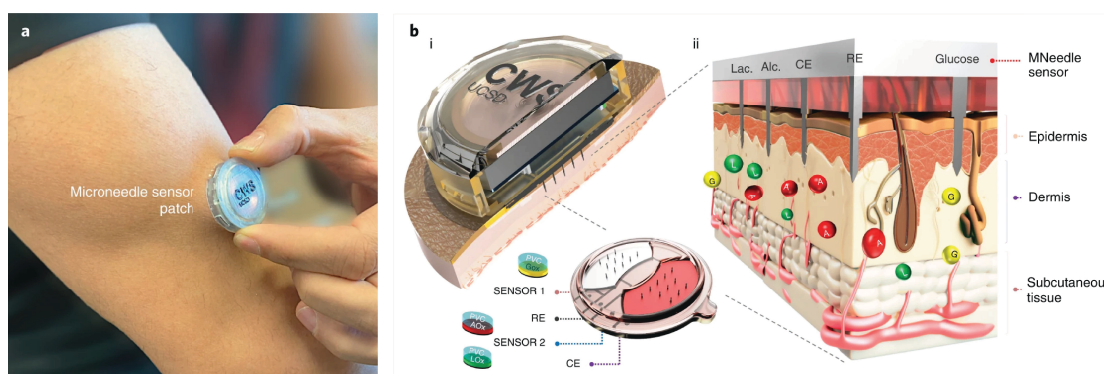 a
Microneedle sensor
patch
CWS
UCSD
b
i
CWS
UCSD
ii
Lac.
Alc.
CE
RE
Glucose
MNeedle
sensor
Epidermis
Dermis
Subcutaneous
tissue
G
L
L
A
A
L
A
G
A
L
G
PVC
Gox
SENSOR 1
RE
PVC
AOx
SENSOR 2
PVC
LOx
CE